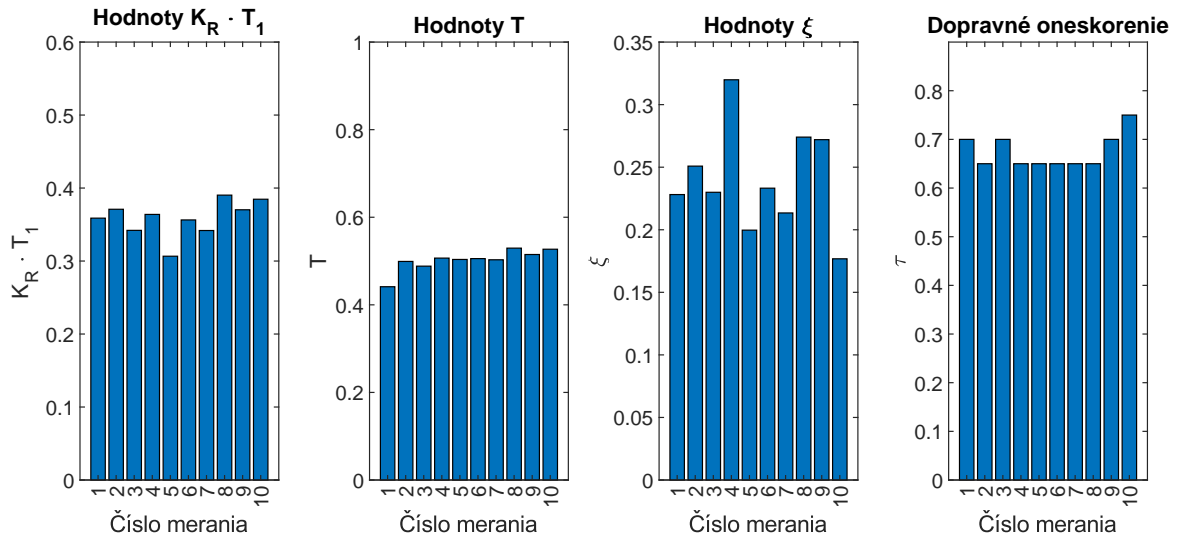 Hodnoty K_R · T_1
0.6
0.5
0.4
0.3
0.2
0.1
0
K_R · T_1
1 2 3 4 5 6 7 8 9 10
Číslo merania
Hodnoty T
1
0.8
0.6
0.4
0.2
0
T
1 2 3 4 5 6 7 8 9 10
Číslo merania
Hodnoty ξ
0.35
0.3
0.25
0.2
0.15
0.1
0.05
0
ξ
1 2 3 4 5 6 7 8 9 10
Číslo merania
Dopravné oneskorenie
0.8
0.7
0.6
0.5
0.4
0.3
0.2
0.1
0
τ
1 2 3 4 5 6 7 8 9 10
Číslo merania